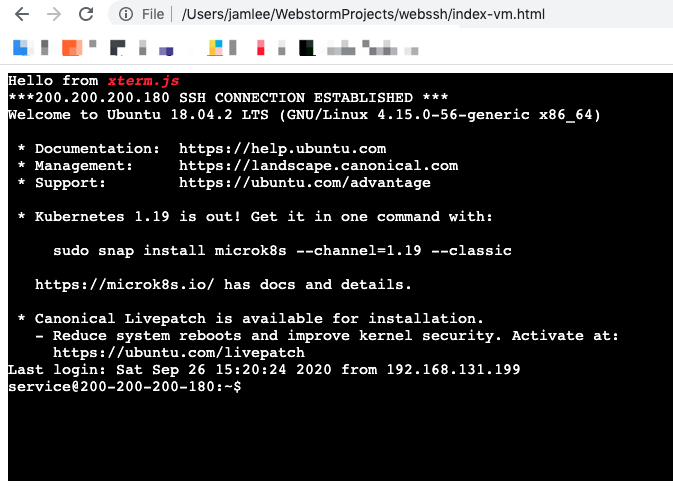 File | /Users/jamlee/WebstormProjects/webssh/index-vm.html
Hello from xterm.js
***200.200.200.180 SSH CONNECTION ESTABLISHED ***
Welcome to Ubuntu 18.04.2 LTS (GNU/Linux 4.15.0-56-generic x86_64)
* Documentation:  https://help.ubuntu.com
* Management:     https://landscape.canonical.com
* Support:        https://ubuntu.com/advantage
* Kubernetes 1.19 is out! Get it in one command with:
sudo snap install microk8s --channel=1.19 --classic
https://microk8s.io/ has docs and details.
* Canonical Livepatch is available for installation.
- Reduce system reboots and improve kernel security. Activate at:
https://ubuntu.com/livepatch
Last login: Sat Sep 26 15:20:24 2020 from 192.168.131.199
service@200-200-200-180:~$